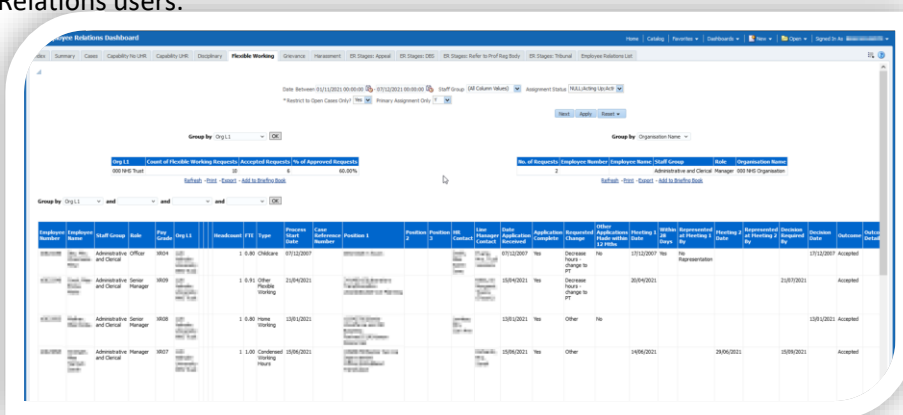 Relations users.
Employee Relations Dashboard
Home Catalog Favorites Dashboards New Open Signed In As
Summary Cases Capability No UHR Capability UHR Disciplinary Flexible Working Grievance Harassment ER Stages: Appeal ER Stages: DBS ER Stages: Refer to Prof Reg Body ER Stages: Tribunal Employee Relations List
Date Between 01/11/2021 00:00:00 - 07/12/2021 00:00:00 Staff Group (All Column Values) Assignment Status NULL;Acting Up;Acti
* Restrict to Open Cases Only? Yes Primary Assignment Only Y
Next Apply Reset
Group by Org L1 OK
Group by Organisation Name
Org L1 Count of Flexible Working Requests Accepted Requests % of Approved Requests
000 NHS Trust 10 6 60.00%
Refresh - Print - Export - Add to Briefing Book
No. of Requests Employee Number Employee Name Staff Group Role Organisation Name
2 Administrative and Clerical Manager 000 NHS Organisation
Refresh - Print - Export - Add to Briefing Book
Group by Org L1 and and and OK
Employee Number Employee Name Staff Group Role Pay Grade Org L1 Headcount FTE Type Process Start Date Case Reference Number Position 1 Position 2 Position 3 HR Contact Line Manager Contact Date Application Received Application Complete Requested Change Other Applications Made within 12 Mths Meeting 1 Date Within 28 Days Represented at Meeting 1 By Meeting 2 Date Represented at Meeting 2 By Decision Required By Decision Date Outcome Outcome Detail
Administrative and Clerical Officer XR04 1 0.80 Childcare 07/12/2007 07/12/2007 Yes Decrease hours - change to PT No 17/12/2007 Yes No Representation 17/12/2007 Accepted
Administrative and Clerical Senior Manager XR09 1 0.91 Other Flexible Working 21/04/2021 15/04/2021 Yes Decrease hours - change to PT 20/04/2021 21/07/2021 Accepted
Administrative and Clerical Senior Manager XR08 1 0.80 Home Working 13/01/2021 13/01/2021 Yes Other No 13/01/2021 Accepted
Administrative and Clerical Manager XR07 1 1.00 Condensed Working Hours 15/06/2021 15/06/2021 Yes Other 14/06/2021 29/06/2021 15/09/2021 Accepted